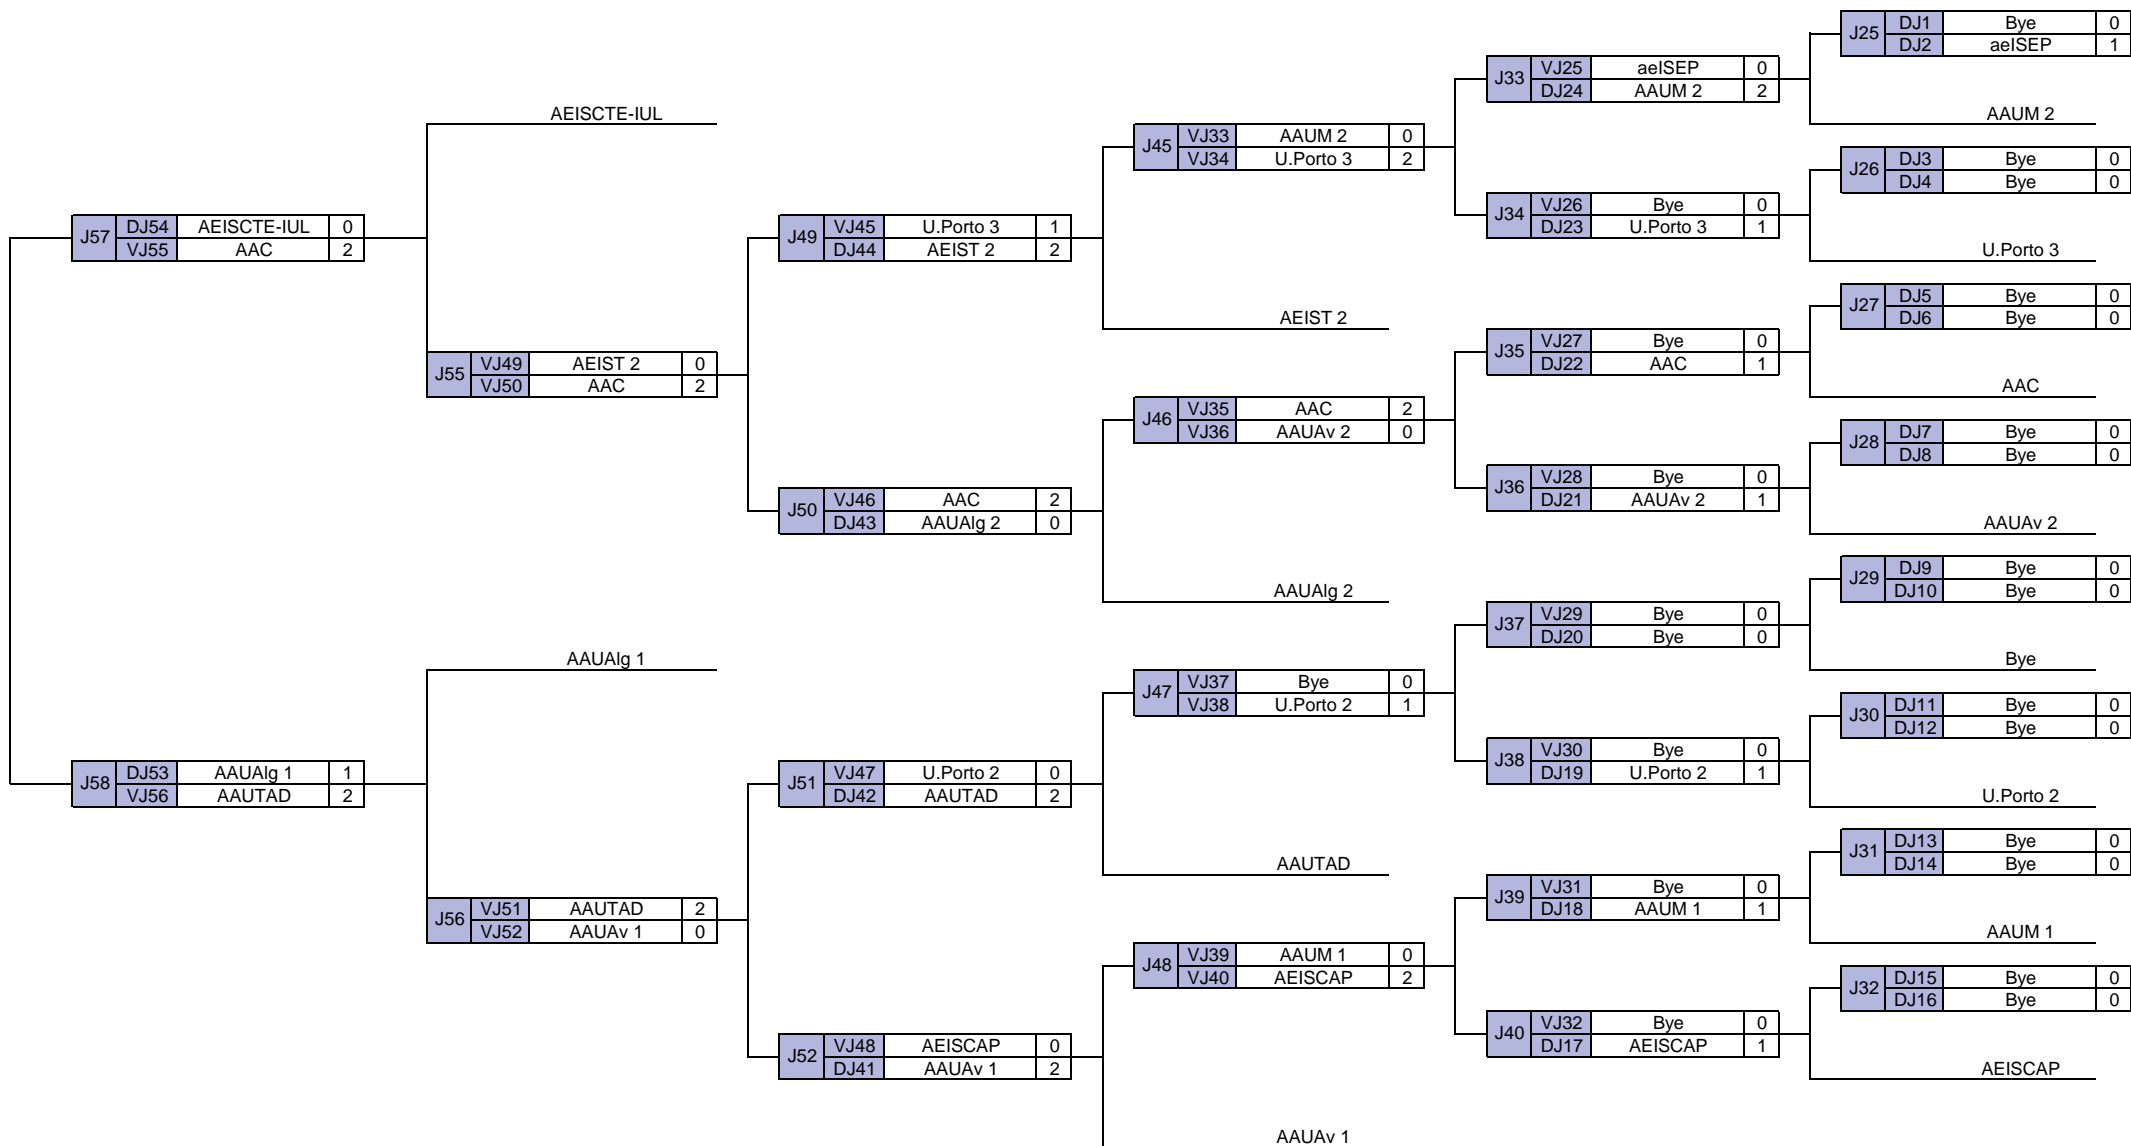 J25 DJ1 Bye 0
DJ2 aeISEP 1
J33 VJ25 aeISEP 0
DJ24 AAUM 2 2
AEISCTE-IUL
AAUM 2
J45 VJ33 AAUM 2 0
VJ34 U.Porto 3 2
J26 DJ3 Bye 0
DJ4 Bye 0
J34 VJ26 Bye 0
DJ23 U.Porto 3 1
J57 DJ54 AEISCTE-IUL 0
VJ55 AAC 2
J49 VJ45 U.Porto 3 1
DJ44 AEIST 2 2
U.Porto 3
J27 DJ5 Bye 0
DJ6 Bye 0
AEIST 2
J35 VJ27 Bye 0
DJ22 AAC 1
J55 VJ49 AEIST 2 0
VJ50 AAC 2
AAC
J46 VJ35 AAC 2
VJ36 AAUAv 2 0
J28 DJ7 Bye 0
DJ8 Bye 0
J36 VJ28 Bye 0
DJ21 AAUAv 2 1
J50 VJ46 AAC 2
DJ43 AAUAlg 2 0
AAUAv 2
J29 DJ9 Bye 0
DJ10 Bye 0
AAUAlg 2
J37 VJ29 Bye 0
DJ20 Bye 0
AAUAlg 1
Bye
J47 VJ37 Bye 0
VJ38 U.Porto 2 1
J30 DJ11 Bye 0
DJ12 Bye 0
J38 VJ30 Bye 0
DJ19 U.Porto 2 1
J58 DJ53 AAUAlg 1 1
VJ56 AAUTAD 2
J51 VJ47 U.Porto 2 0
DJ42 AAUTAD 2
U.Porto 2
J31 DJ13 Bye 0
DJ14 Bye 0
AAUTAD
J39 VJ31 Bye 0
DJ18 AAUM 1 1
J56 VJ51 AAUTAD 2
VJ52 AAUAv 1 0
AAUM 1
J48 VJ39 AAUM 1 0
VJ40 AEISCAP 2
J32 DJ15 Bye 0
DJ16 Bye 0
J40 VJ32 Bye 0
DJ17 AEISCAP 1
J52 VJ48 AEISCAP 0
DJ41 AAUAv 1 2
AEISCAP
AAUAv 1